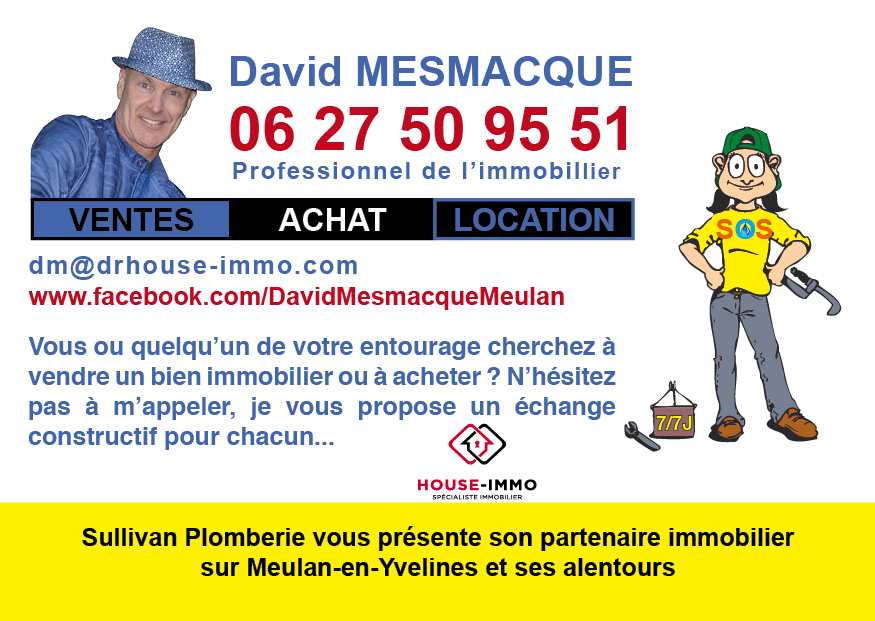 David MESMACQUE
06 27 50 95 51
Professionnel de l’immobillier
VENTES ACHAT LOCATION
dm@drhouse-immo.com
www.facebook.com/DavidMesmacqueMeulan
Vous ou quelqu’un de votre entourage cherchez à
vendre un bien immobilier ou à acheter ? N’hésitez
pas à m’appeler, je vous propose un échange
constructif pour chacun...
HOUSE-IMMO
SPÉCIALISTE IMMOBILIER
SOS
7/7J
Sullivan Plomberie vous présente son partenaire immobilier
sur Meulan-en-Yvelines et ses alentours